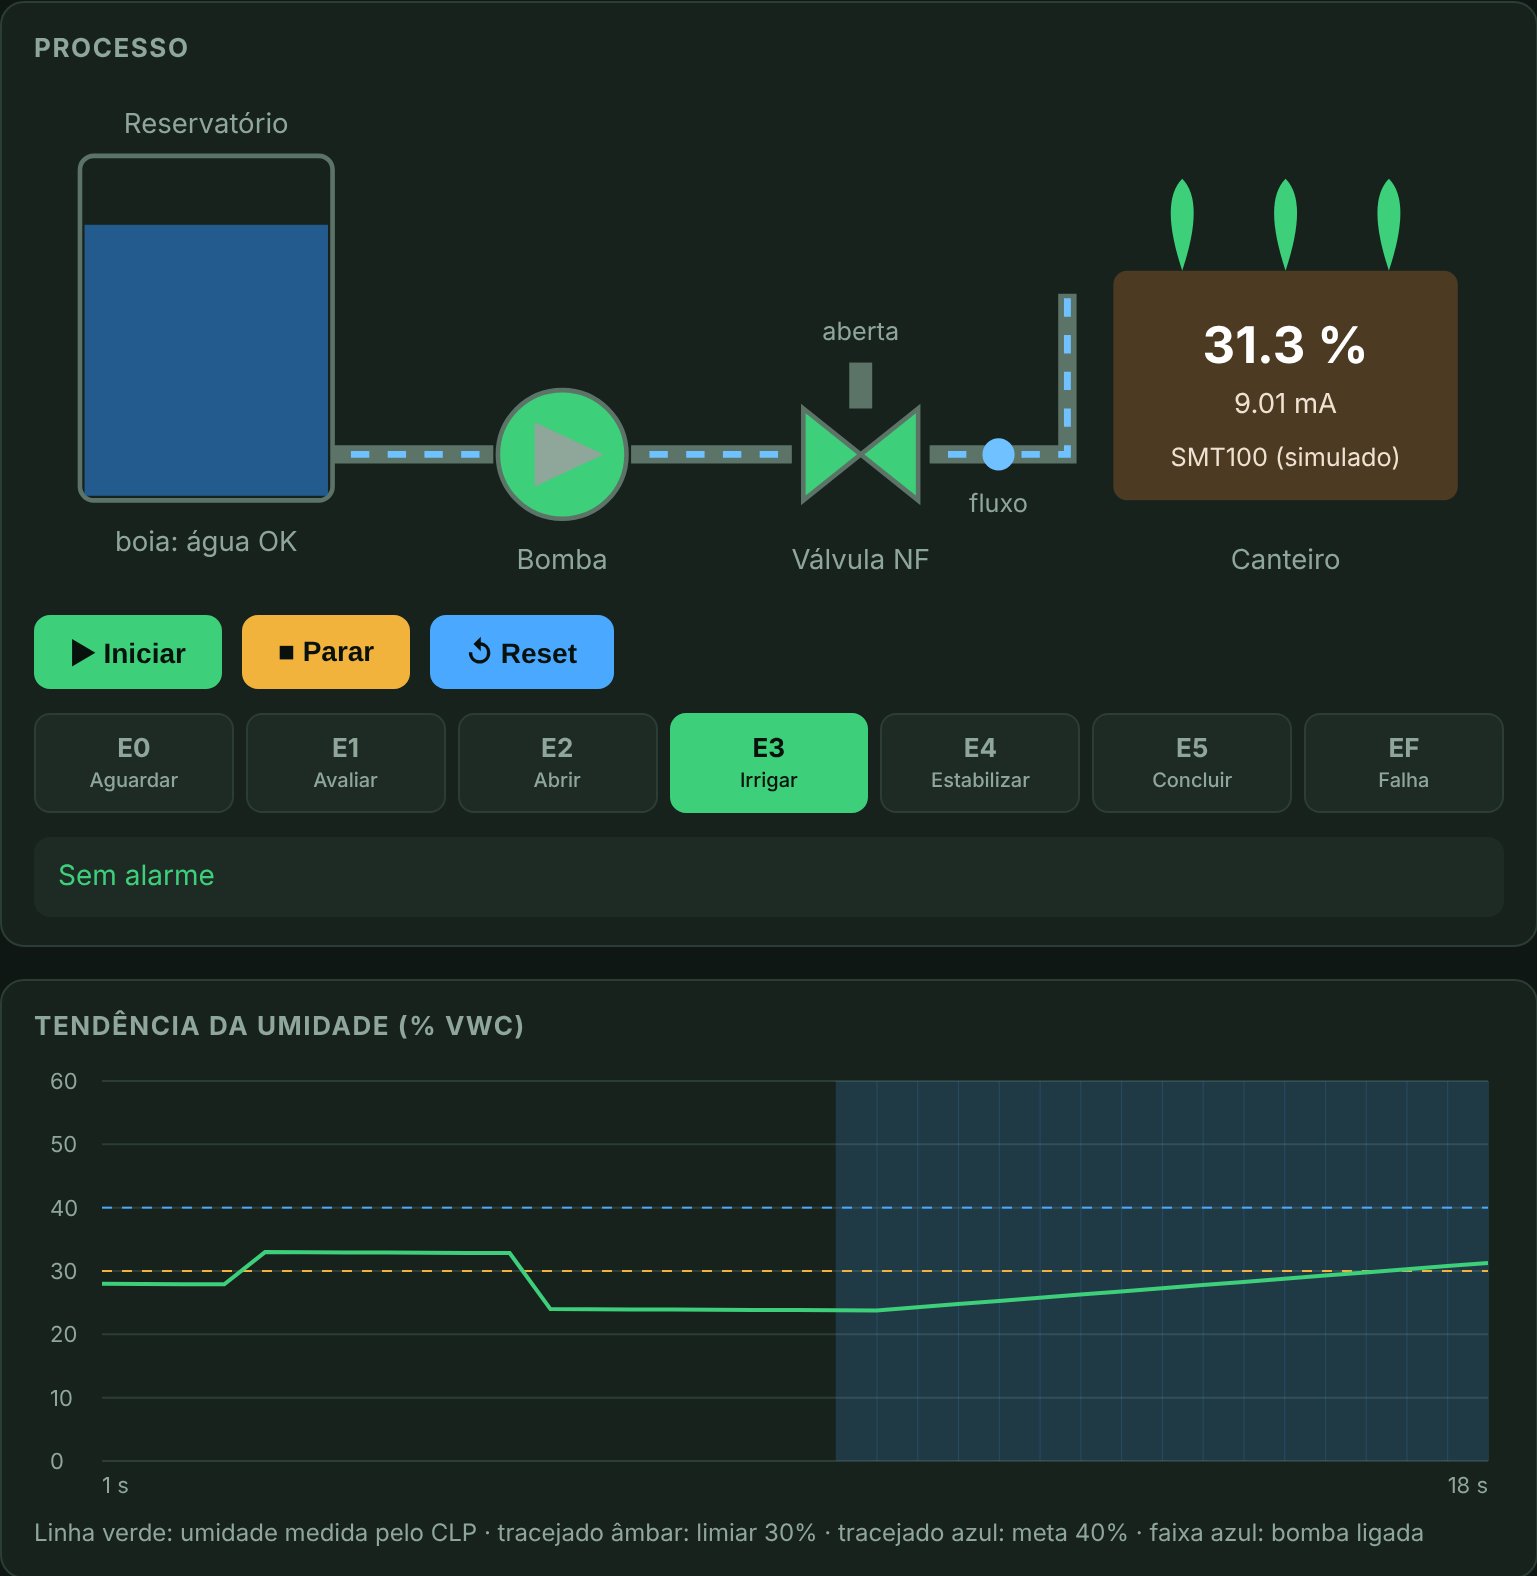 PROCESSO
Reservatório
aberta
31.3 %
9.01 mA
SMT100 (simulado)
fluxo
boia: água OK
Bomba
Válvula NF
Canteiro
▶ Iniciar
■ Parar
↺ Reset
E0
Aguardar
E1
Avaliar
E2
Abrir
E3
Irrigar
E4
Estabilizar
E5
Concluir
EF
Falha
Sem alarme
TENDÊNCIA DA UMIDADE (% VWC)
60
50
40
30
20
10
0
1 s
18 s
Linha verde: umidade medida pelo CLP · tracejado âmbar: limiar 30% · tracejado azul: meta 40% · faixa azul: bomba ligada